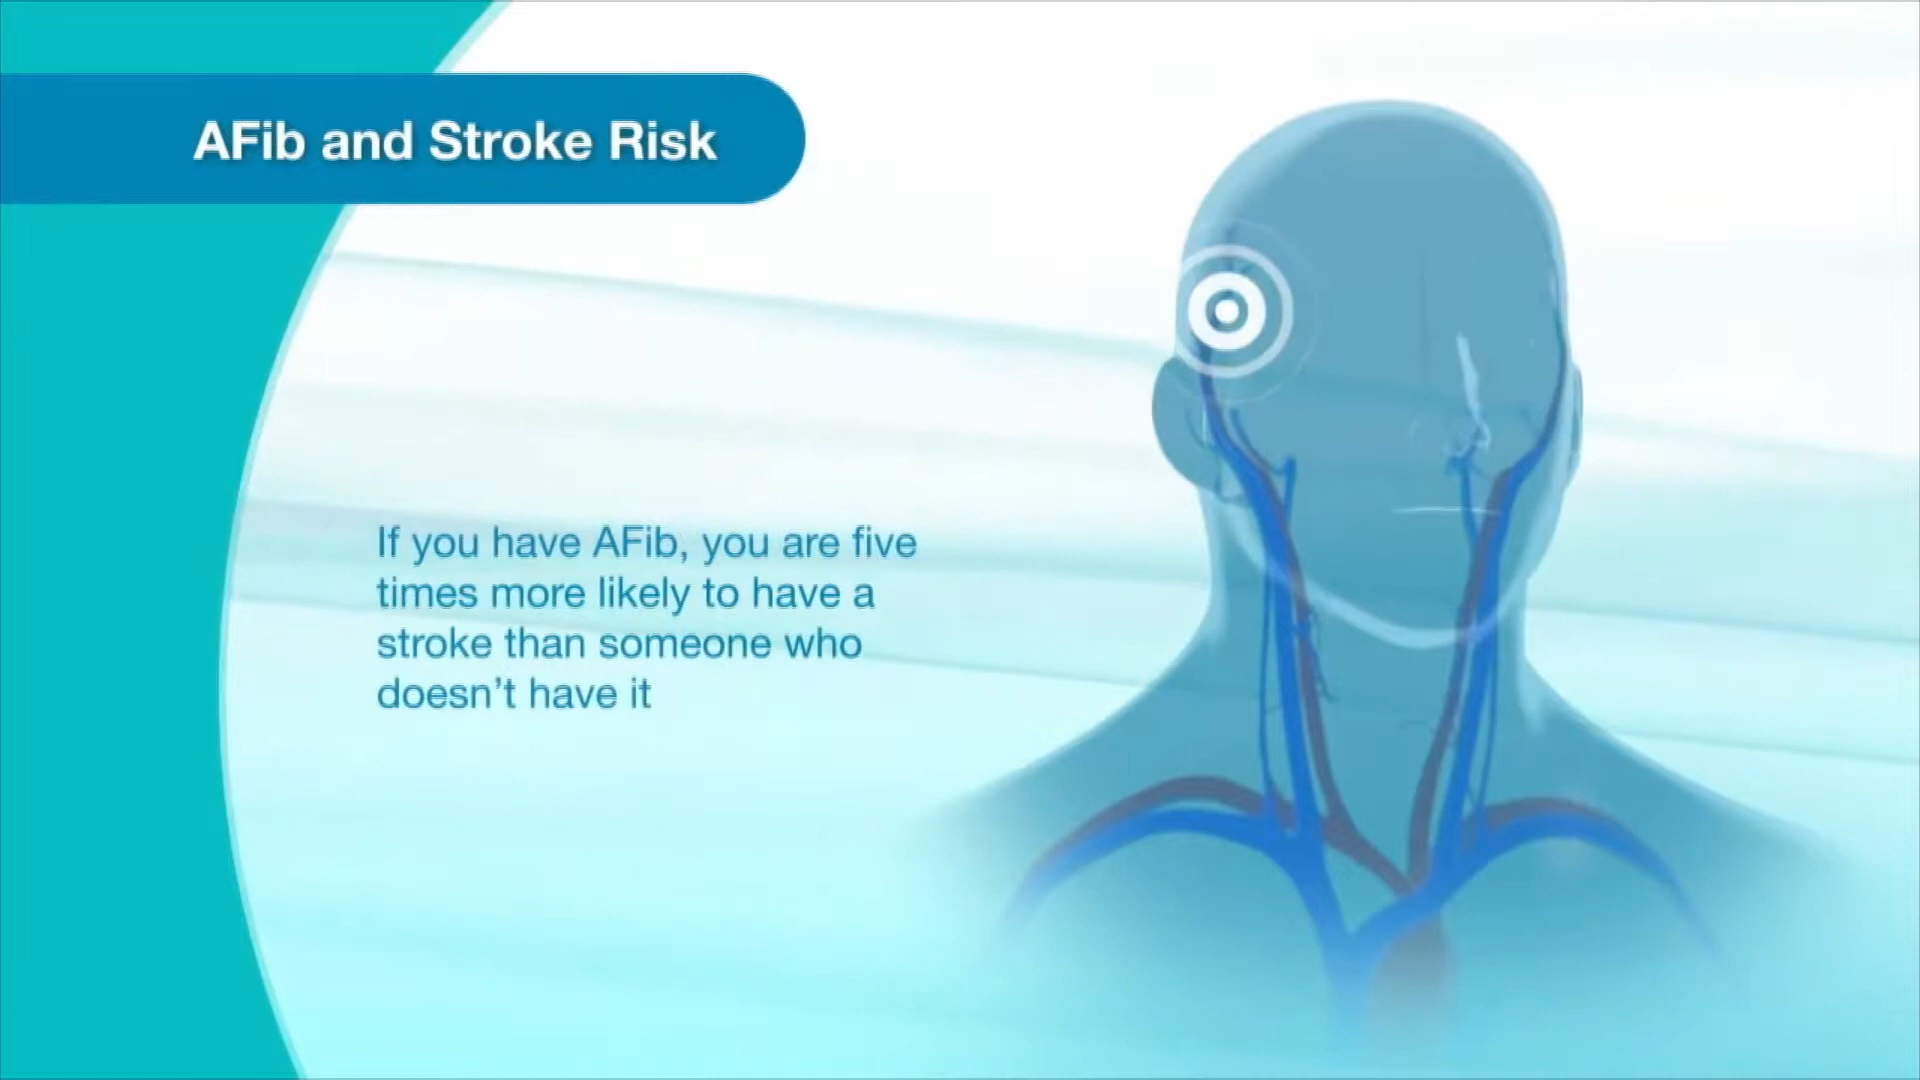 AFib and Stroke Risk
If you have AFib, you are five
times more likely to have a
stroke than someone who
doesn’t have it